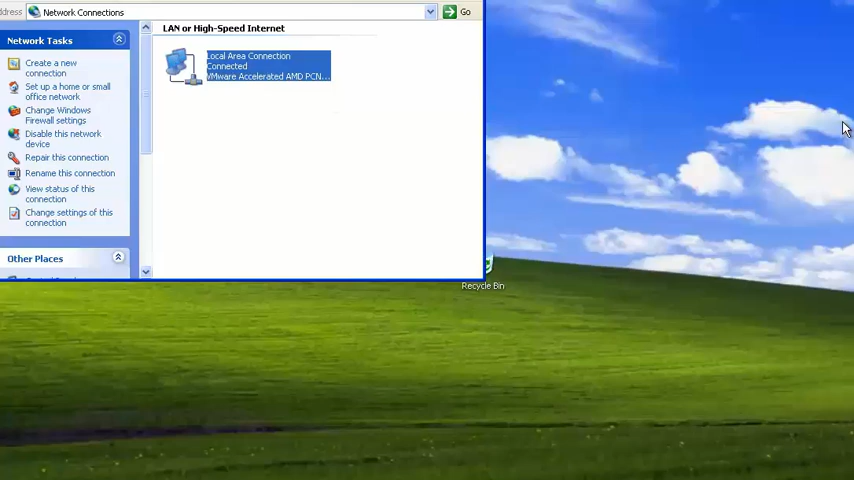 dress Network Connections Go
LAN or High-Speed Internet
Network Tasks
Local Area Connection
Connected
VMware Accelerated AMD PCN...
Create a new
connection
Set up a home or small
office network
Change Windows
Firewall settings
Disable this network
device
Repair this connection
Rename this connection
View status of this
connection
Change settings of this
connection
Other Places
Recycle Bin